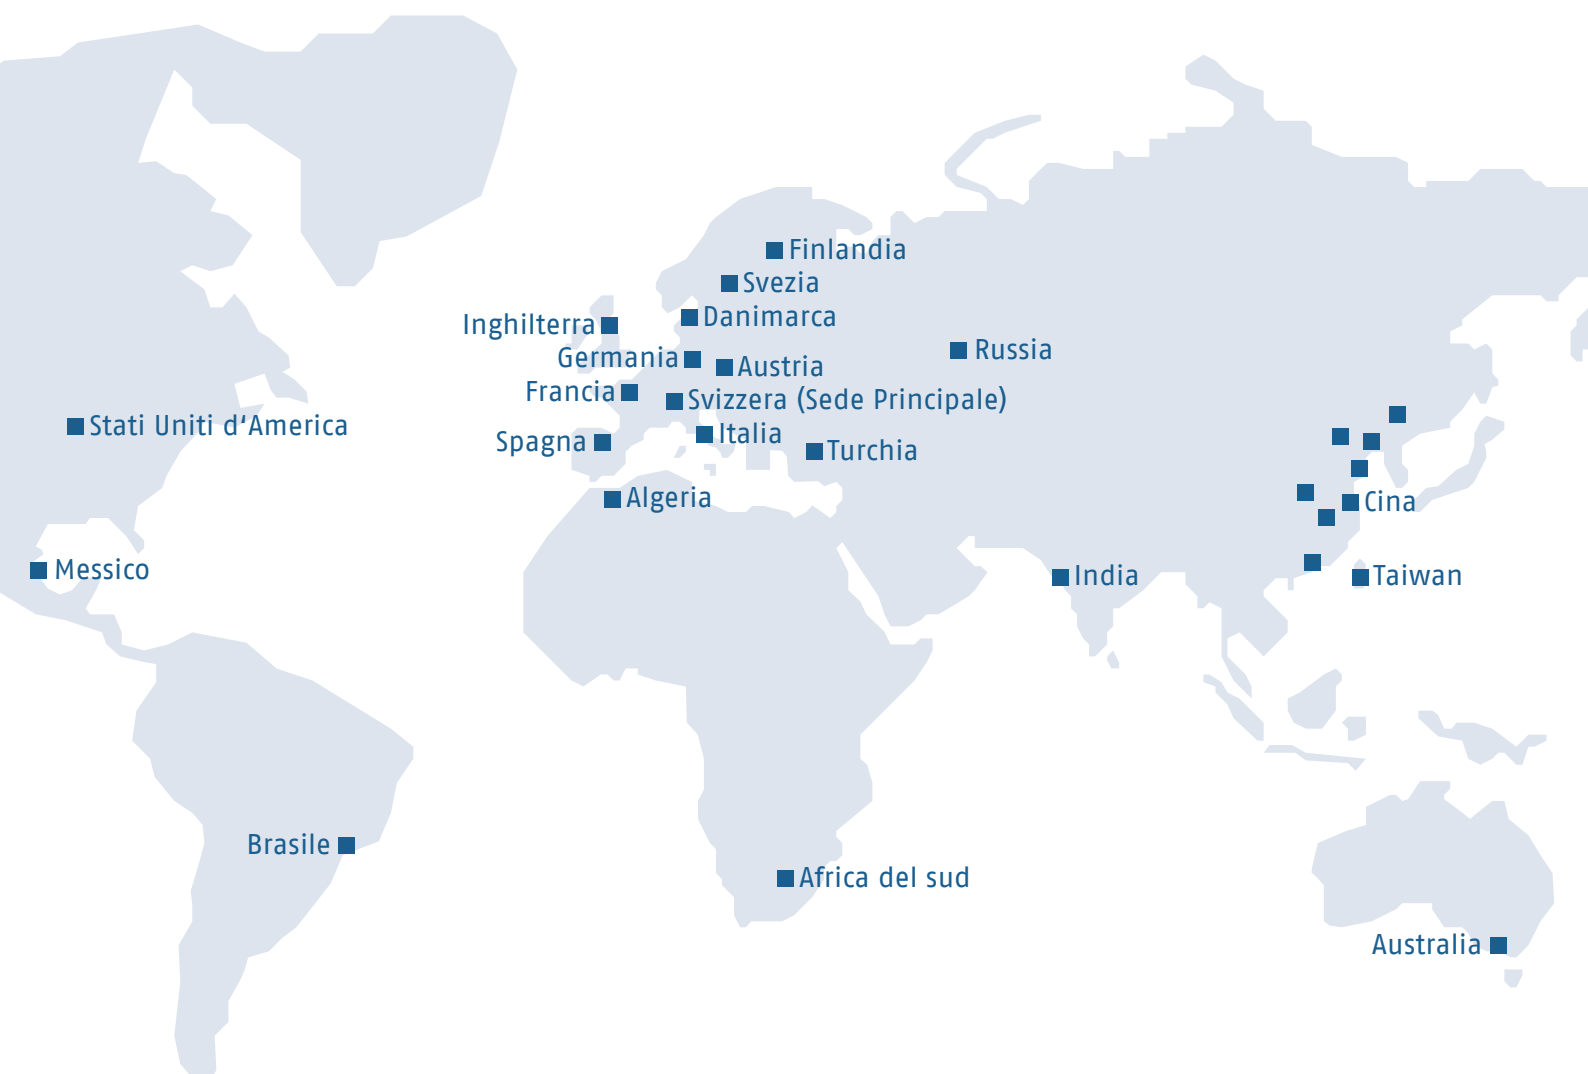 Finlandia
Svezia
Danimarca
Inghilterra
Russia
Germania
Austria
Francia
Svizzera (Sede Principale)
Stati Uniti d‘America
Italia
Spagna
Turchia
Algeria
Cina
Messico
India
Taiwan
Brasile
Africa del sud
Australia